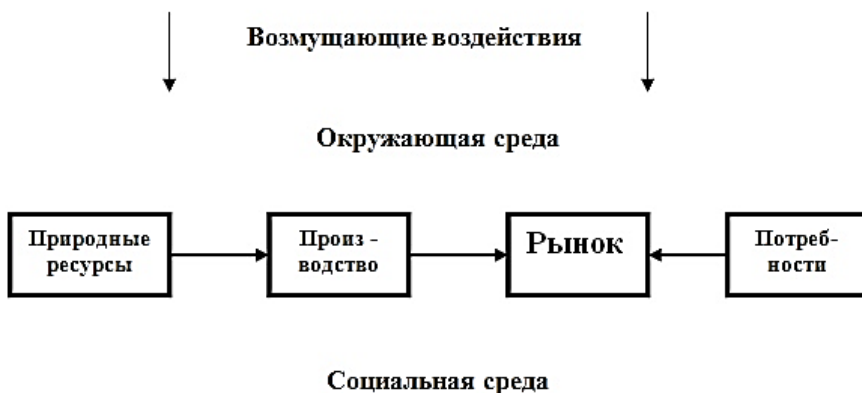 Возмущающие воздействия
Окружающая среда
Природные
ресурсы
Произ -
водство
Рынок
Потреб-
ности
Социальная среда